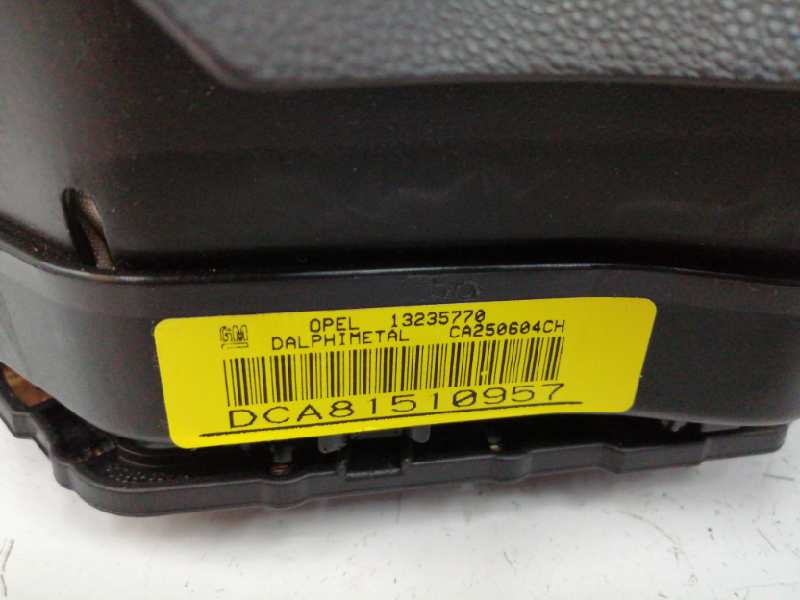 GM OPEL 13235770
DALPHIMETAL CA250604CH
DCA81510957